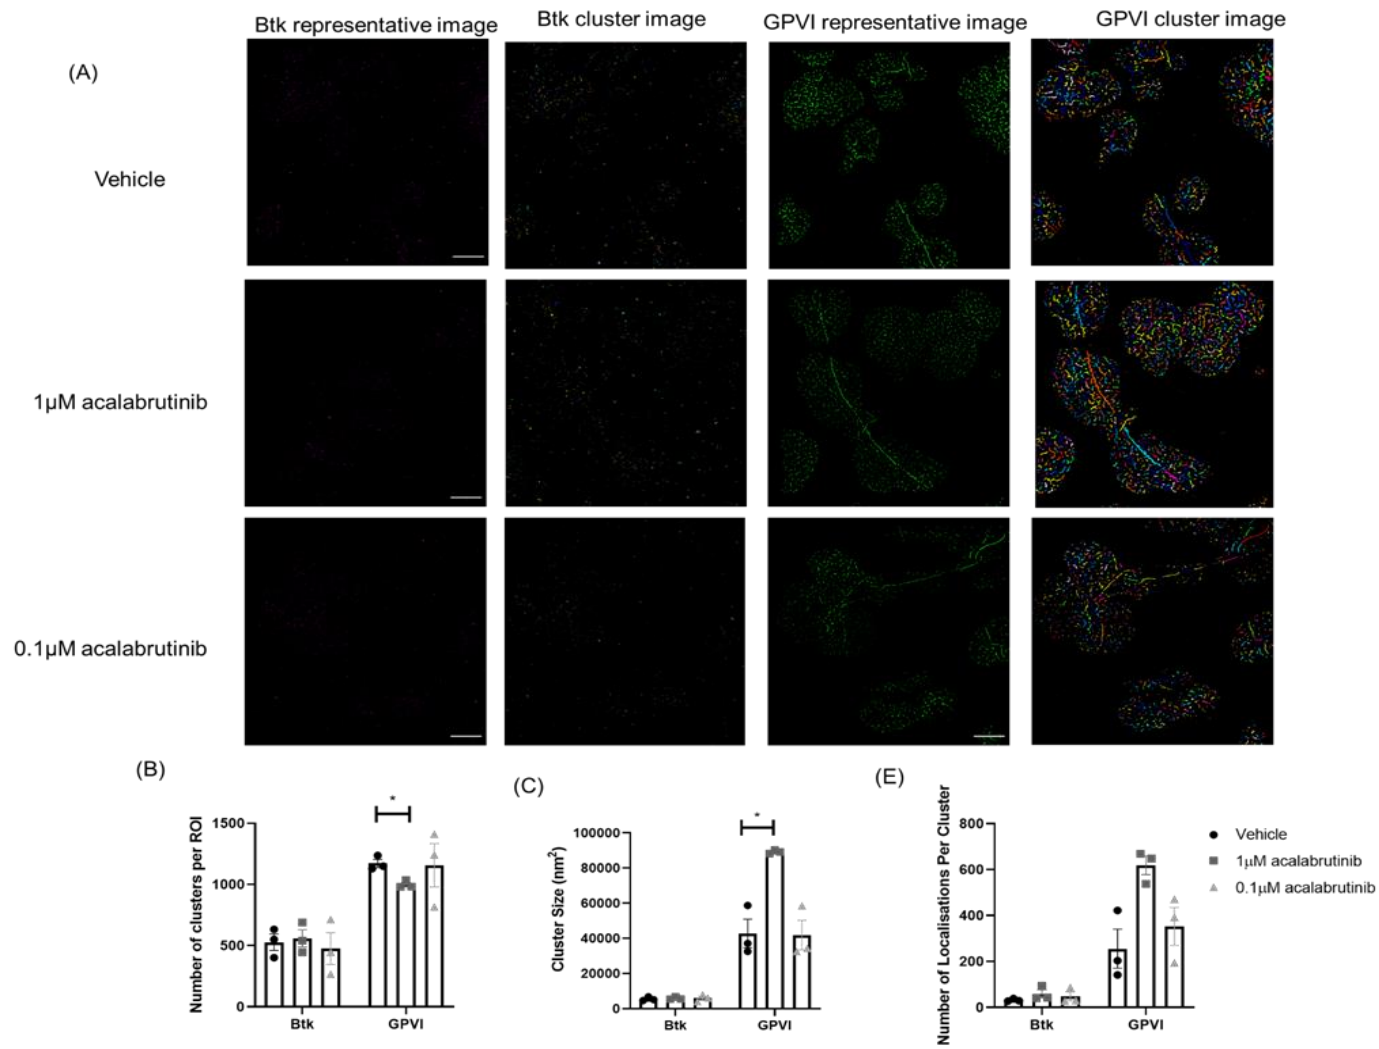 Btk representative image
Btk cluster image
GPVI representative image
GPVI cluster image
(A)
Vehicle
1μM acalabrutinib
0.1μM acalabrutinib
(B)
Number of clusters per ROI
1500
1000
500
0
*
Btk
GPVI
(C)
Cluster Size (nm²)
100000
80000
60000
40000
20000
0
*
Btk
GPVI
(E)
Number of Localisations Per Cluster
800
600
400
200
0
Btk
GPVI
Vehicle
1μM acalabrutinib
0.1μM acalabrutinib